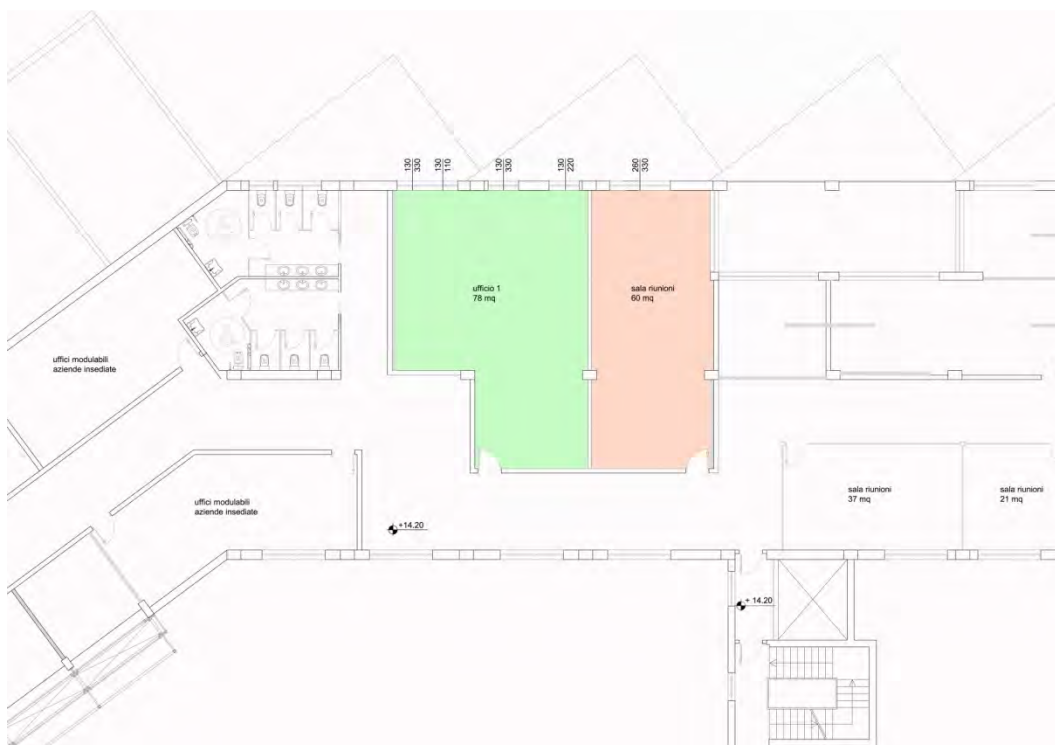 130
330
130
110
130
330
130
220
260
330
ufficio 1
78 mq
sala riunioni
60 mq
uffici modulabili
aziende insediate
uffici modulabili
aziende insediate
sala riunioni
37 mq
sala riunioni
21 mq
+14.20
+ 14.20